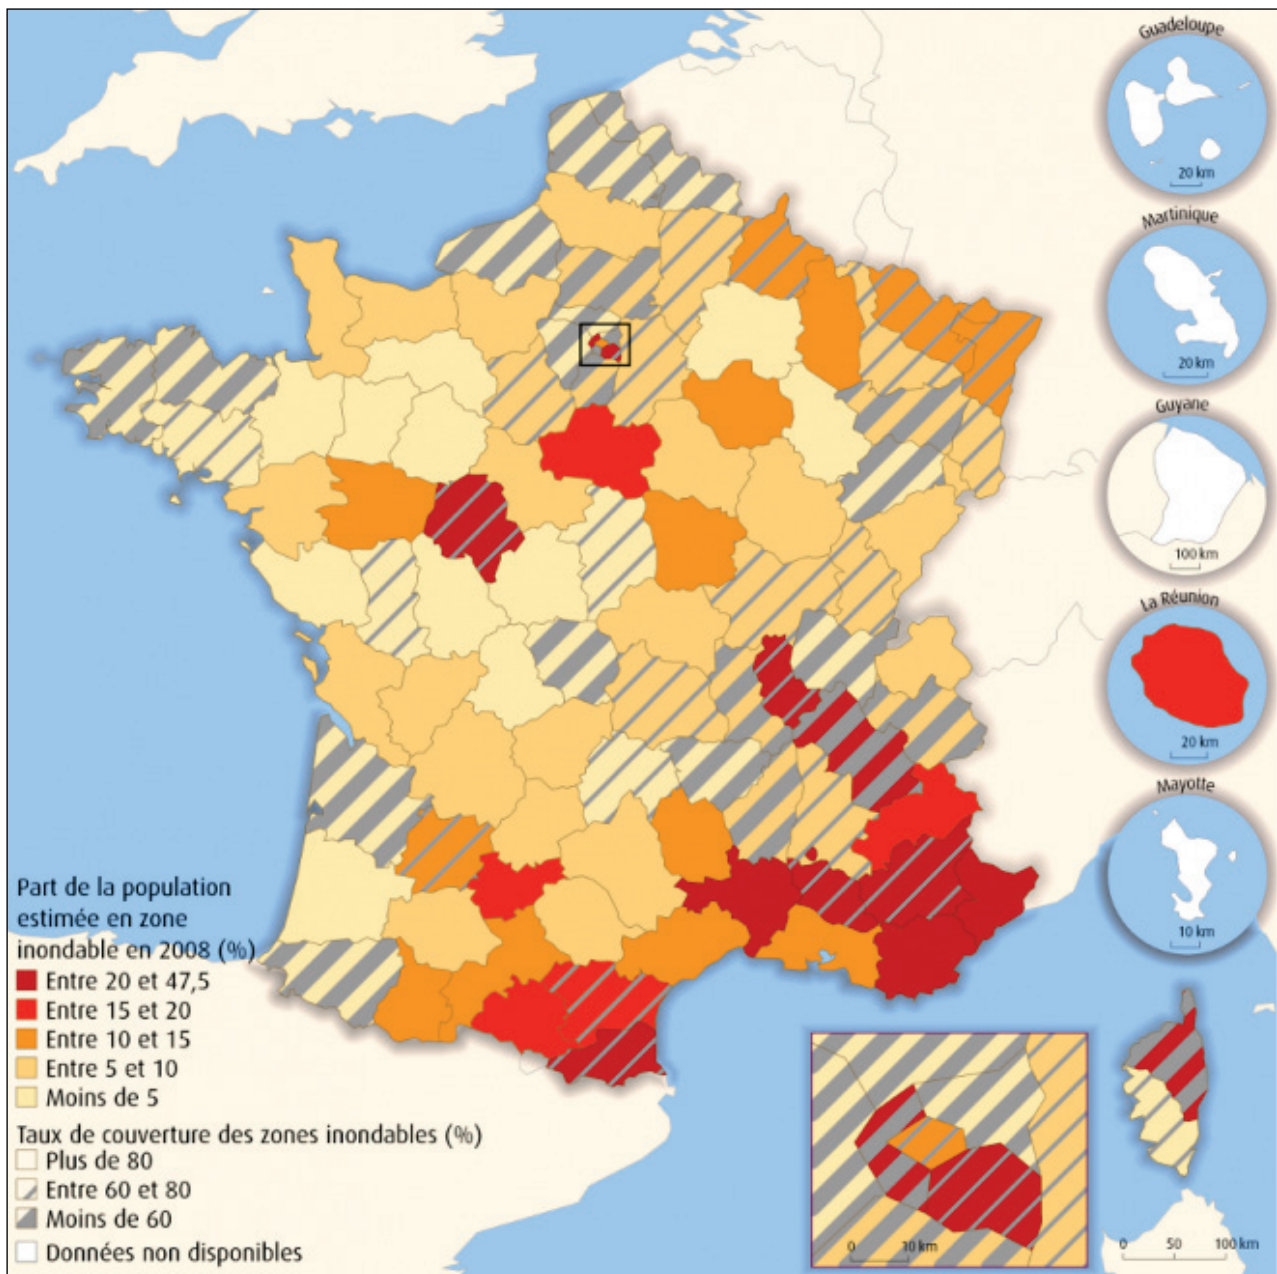 Guadeloupe
20 km
Martinique
20 km
Guyane
100 km
La Réunion
20 km
Mayotte
10 km
Part de la population
estimée en zone
inondable en 2008 (%)
Entre 20 et 47,5
Entre 15 et 20
Entre 10 et 15
Entre 5 et 10
Moins de 5
Taux de couverture des zones inondables (%)
Plus de 80
Entre 60 et 80
Moins de 60
Données non disponibles
0 10 km
0 50 100 km